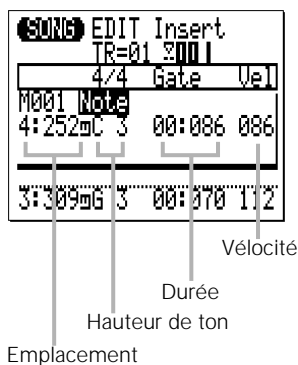 SONG EDIT Insert
TR=01 001
4/4 Gate Vel
M001 Note
4:252 C 3 00:086 086
3:309 G 3 00:070 112
Vélocité
Durée
Hauteur de ton
Emplacement